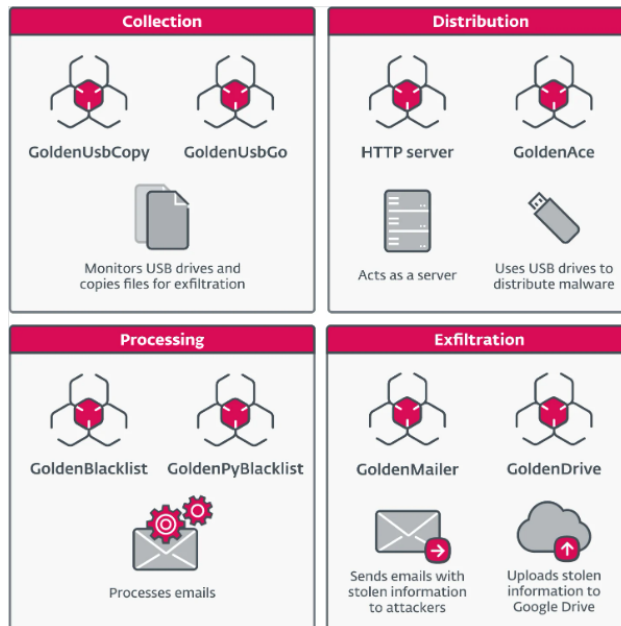 Collection
GoldenUsbCopy
GoldenUsbGo
Monitors USB drives and
copies files for exfiltration
Distribution
HTTP server
GoldenAce
Acts as a server
Uses USB drives to
distribute malware
Processing
GoldenBlacklist
GoldenPyBlacklist
Processes emails
Exfiltration
GoldenMailer
GoldenDrive
Sends emails with
stolen information
to attackers
Uploads stolen
information to
Google Drive